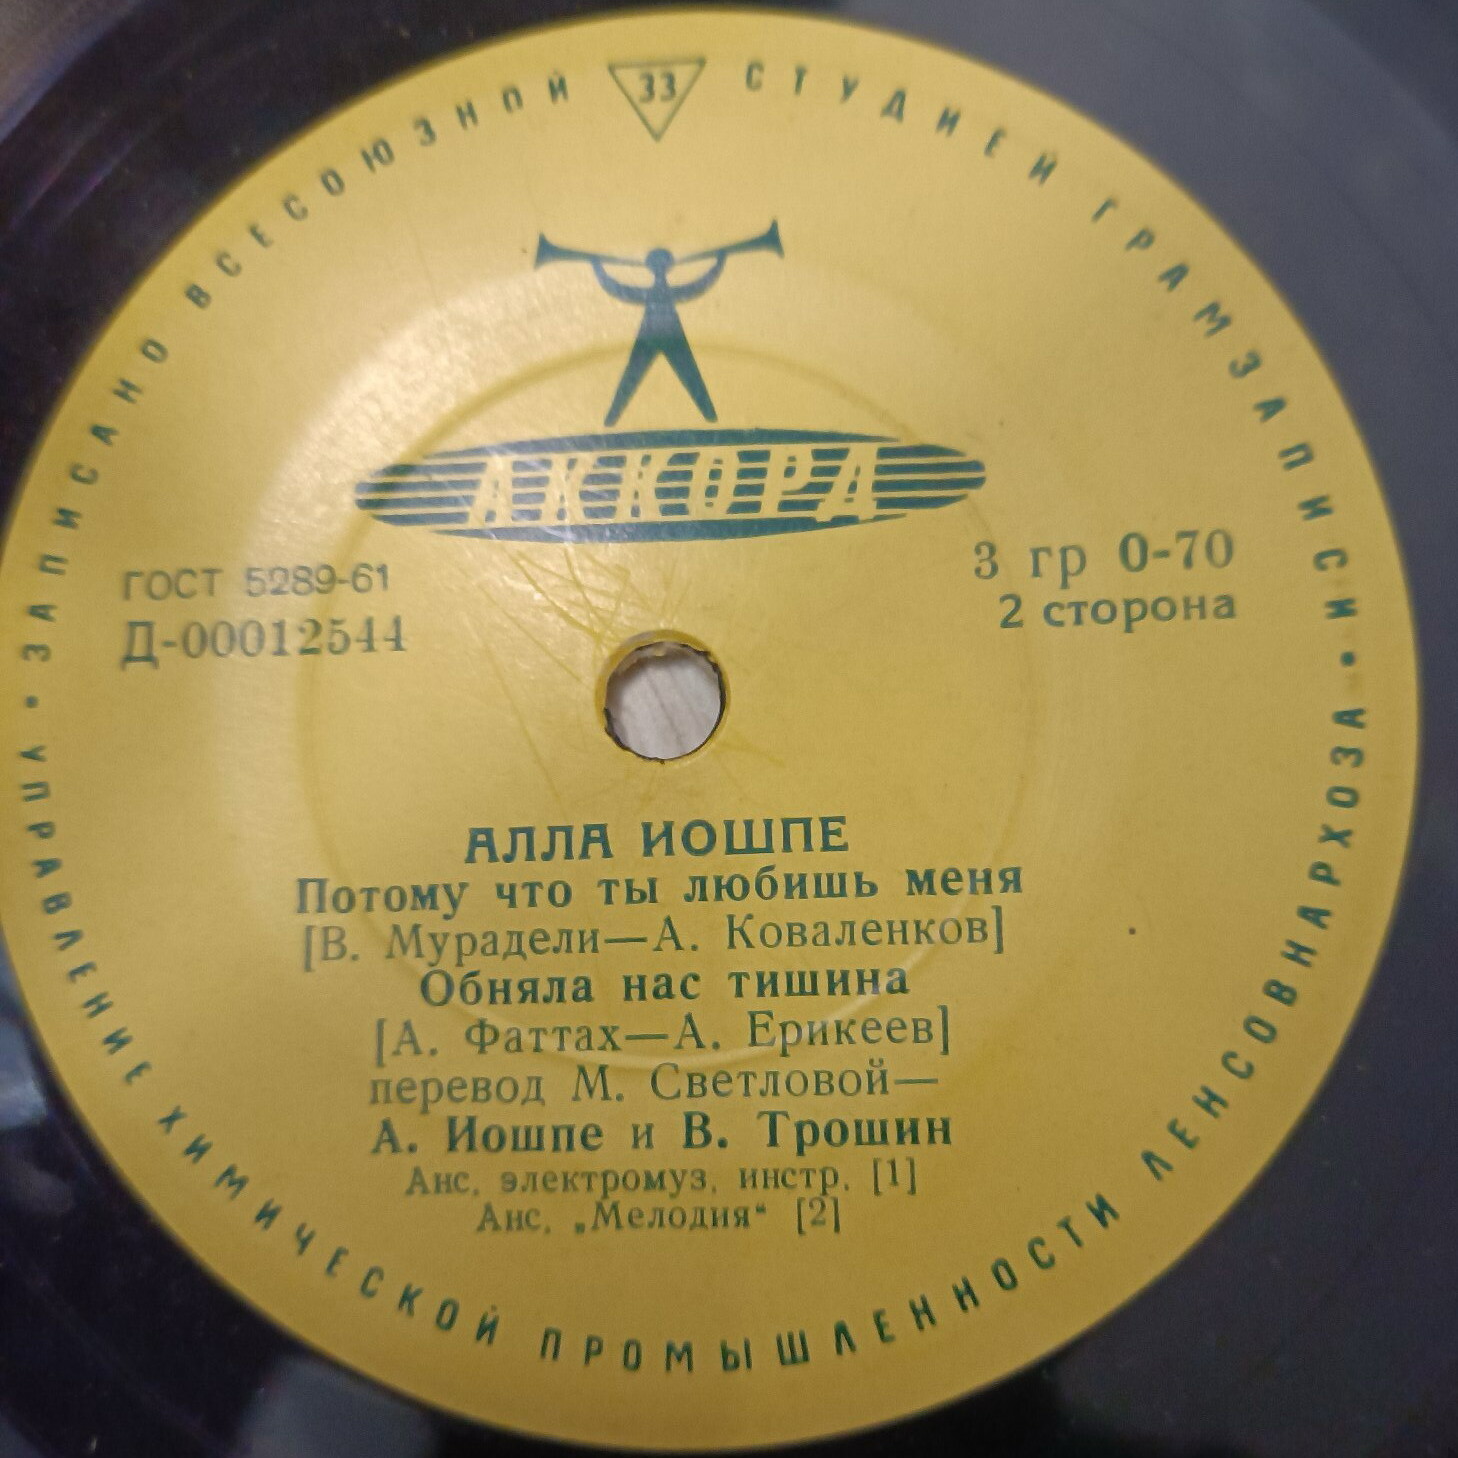 ЗАПИСАНО ВСЕСОЮЗНОЙ
33
СТУДИЕЙ ГРАМЗАПИСИ
АККОРД
ГОСТ 5289-61
Д-00012544
3 гр 0-70
2 сторона
АЛЛА ИОШПЕ
Потому что ты любишь меня
[В. Мурадели—А. Коваленков]
Обняла нас тишина
[А. Фаттах—А. Ерикеев]
перевод М. Светловой—
А. Иошпе и В. Трошин
Анс. электромуз. инстр. [1]
Анс. „Мелодия“ [2]
УПРАВЛЕНИЕ ХИМИЧЕСКОЙ ПРОМЫШЛЕННОСТИ ЛЕНСОВНАРХОЗА